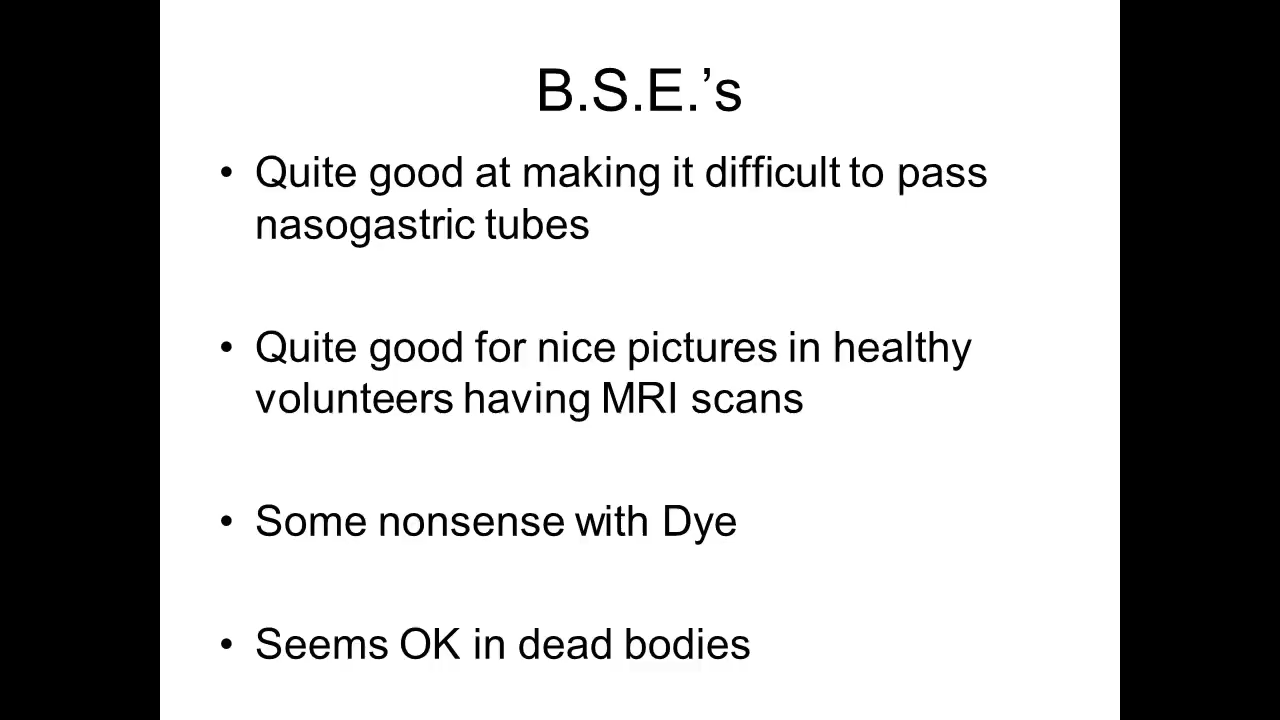 B.S.E.’s
• Quite good at making it difficult to pass
nasogastric tubes
• Quite good for nice pictures in healthy
volunteers having MRI scans
• Some nonsense with Dye
• Seems OK in dead bodies